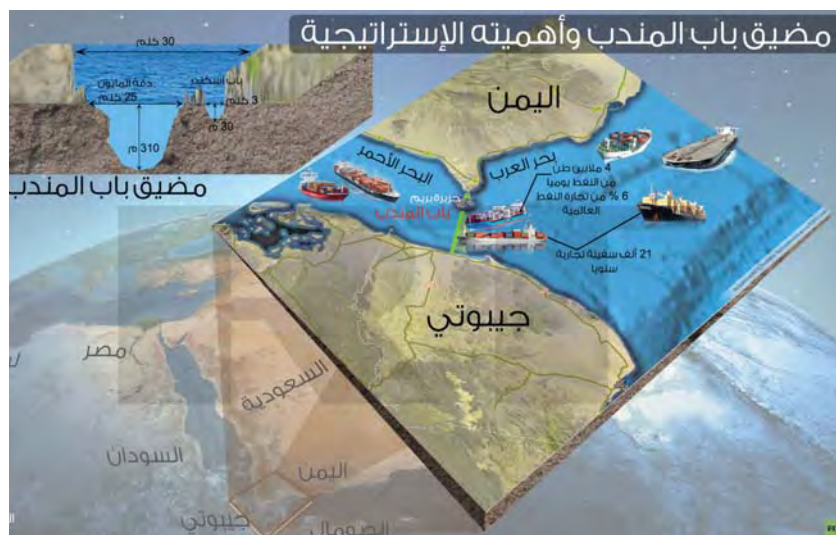 مضيق باب المندب وأهميته الإستراتيجية
30 كلم
باب اسكندر
دقة المايون
25 كلم
3 كلم
30 م
310 م
مضيق باب المندب
اليمن
البحر الأحمر
بحر العرب
جزيرة بريم
باب المندب
4 ملايين طن
من النفط يوميا
6 % من تجارة النفط
العالمية
21 ألف سفينة تجارية
سنويا
جيبوتي
مصر
السعودية
السودان
اليمن
جيبوتي
الصومال